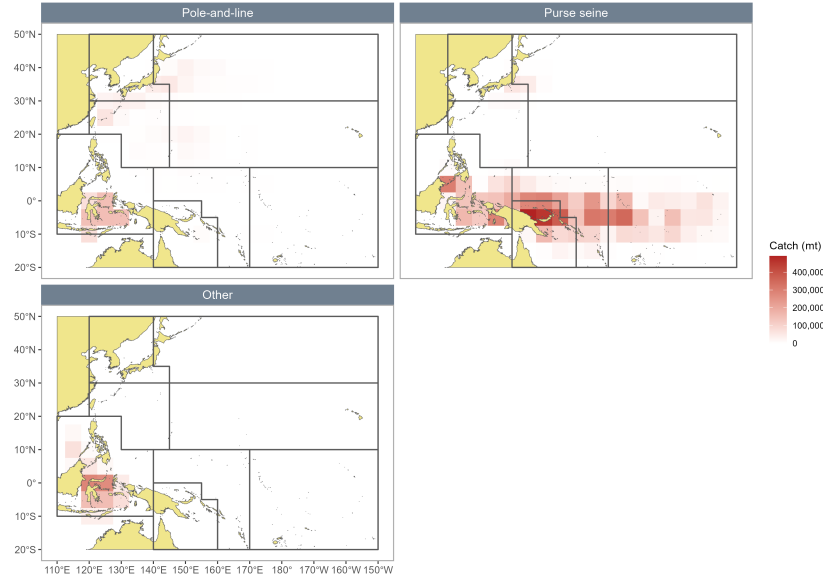 Pole-and-line
Purse seine
50°N
40°N
30°N
20°N
10°N
0°
10°S
20°S
Catch (mt)
400,000
300,000
200,000
100,000
0
Other
50°N
40°N
30°N
20°N
10°N
0°
10°S
20°S
110°E 120°E 130°E 140°E 150°E 160°E 170°E 180° 170°W 160°W 150°W